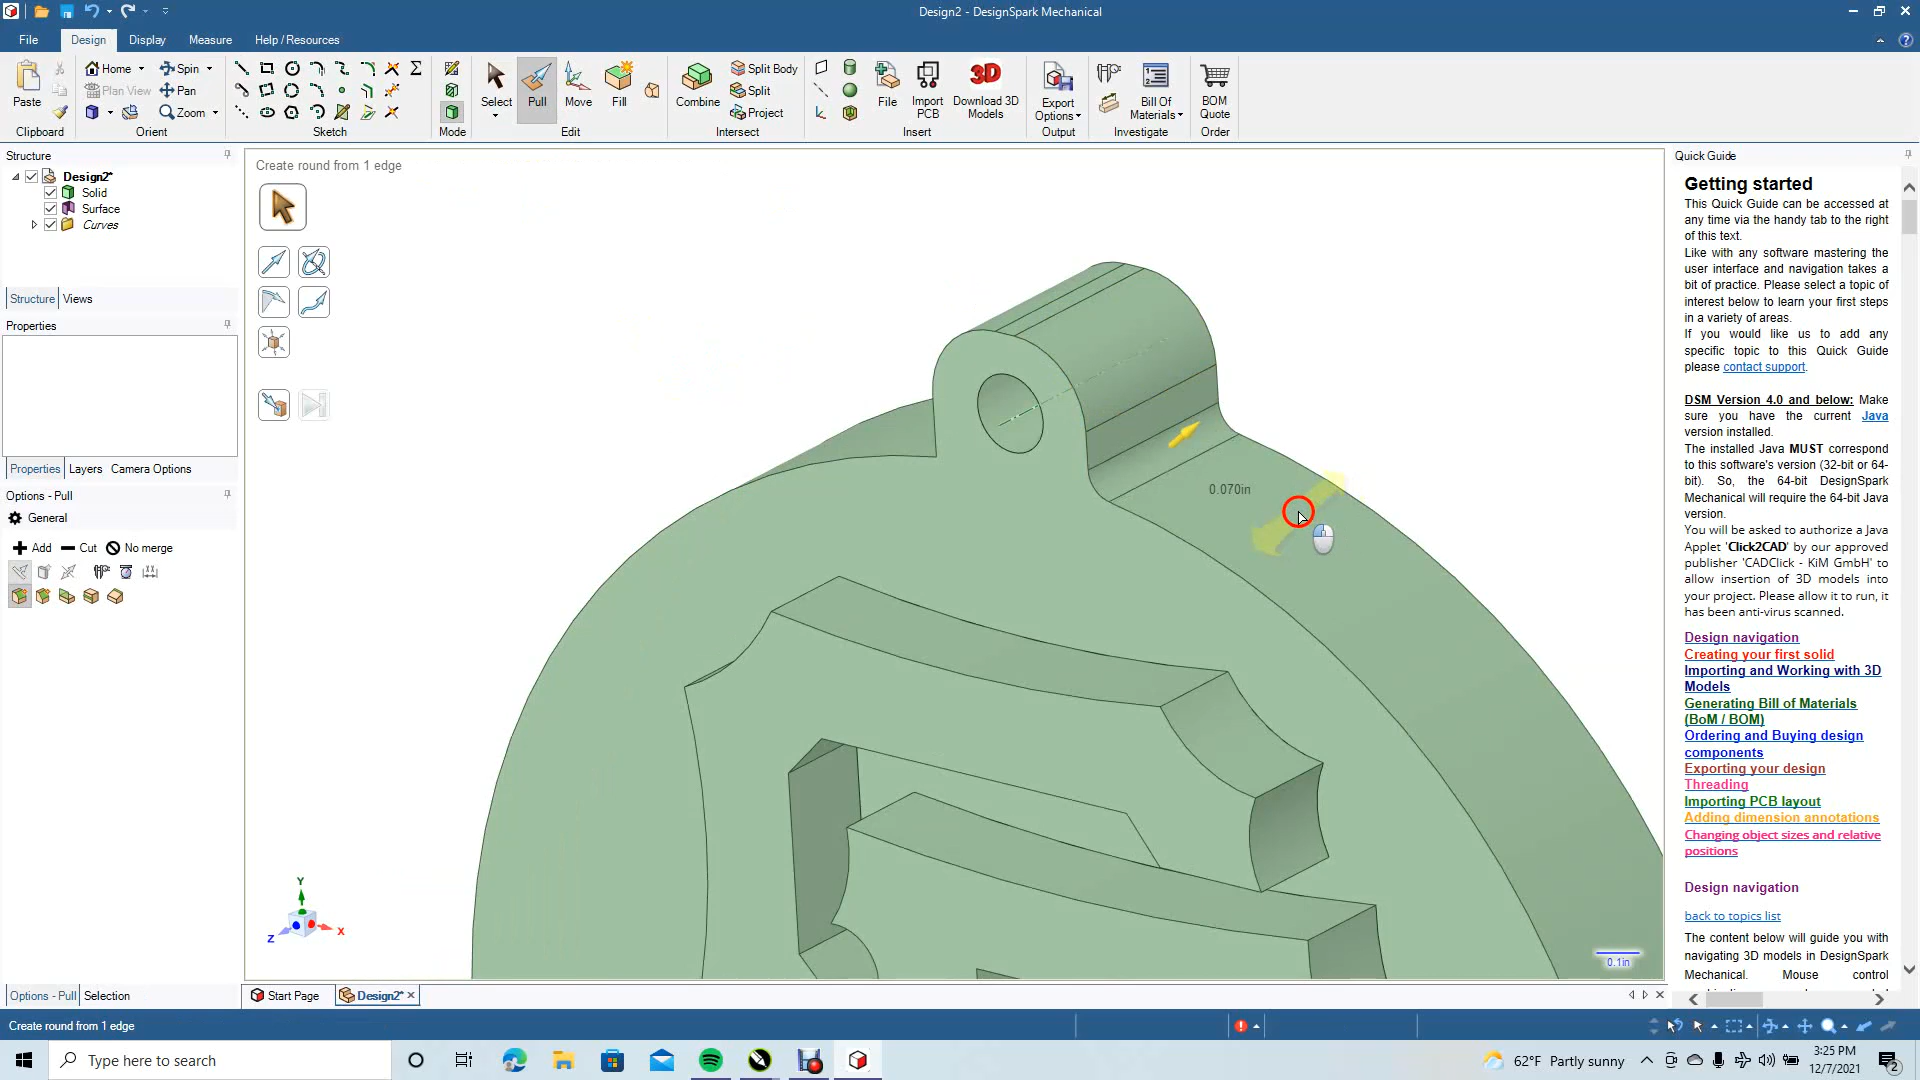 Design2 - DesignSpark Mechanical
File
Design
Display
Measure
Help / Resources
Paste
Clipboard
Home
Spin
Plan View
Pan
Zoom
Orient
Sketch
Mode
Select
Pull
Move
Fill
Edit
Combine
Split Body
Split
Project
Intersect
File
Import PCB
Download 3D Models
Insert
Export Options
Output
Bill Of Materials
Investigate
BOM Quote
Order
Structure
Design2*
Solid
Surface
Curves
Structure
Views
Properties
Properties
Layers
Camera Options
Options - Pull
General
Add
Cut
No merge
Options - Pull
Selection
Create round from 1 edge
0.070in
Y
X
Z
0.1in
Start Page
Design2*
Quick Guide
Getting started
This Quick Guide can be accessed at
any time via the handy tab to the right
of this text.
Like with any software mastering the
user interface and navigation takes a
bit of practice. Please select a topic of
interest below to learn your first steps
in a variety of areas.
If you would like us to add any
specific topic to this Quick Guide
please contact support.
DSM Version 4.0 and below: Make
sure you have the current Java
version installed.
The installed Java MUST correspond
to this software's version (32-bit or 64-
bit). So, the 64-bit DesignSpark
Mechanical will require the 64-bit Java
version.
You will be asked to authorize a Java
Applet 'Click2CAD' by our approved
publisher 'CADClick - KiM GmbH' to
allow insertion of 3D models into
your project. Please allow it to run, it
has been anti-virus scanned.
Design navigation
Creating your first solid
Importing and Working with 3D
Models
Generating Bill of Materials
(BoM / BOM)
Ordering and Buying design
components
Exporting your design
Threading
Importing PCB layout
Adding dimension annotations
Changing object sizes and relative
positions
Design navigation
back to topics list
The content below will guide you with
navigating 3D models in DesignSpark
Mechanical. Mouse control
Create round from 1 edge
Type here to search
62°F Partly sunny
3:25 PM
12/7/2021
2